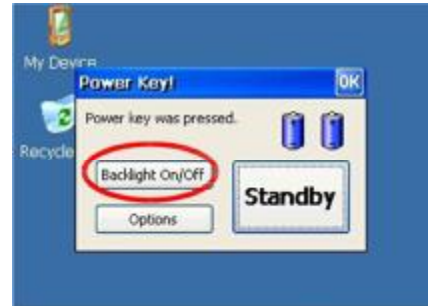 My Device
Power Key!
OK
Power key was pressed.
Recycle
Backlight On/Off
Standby
Options